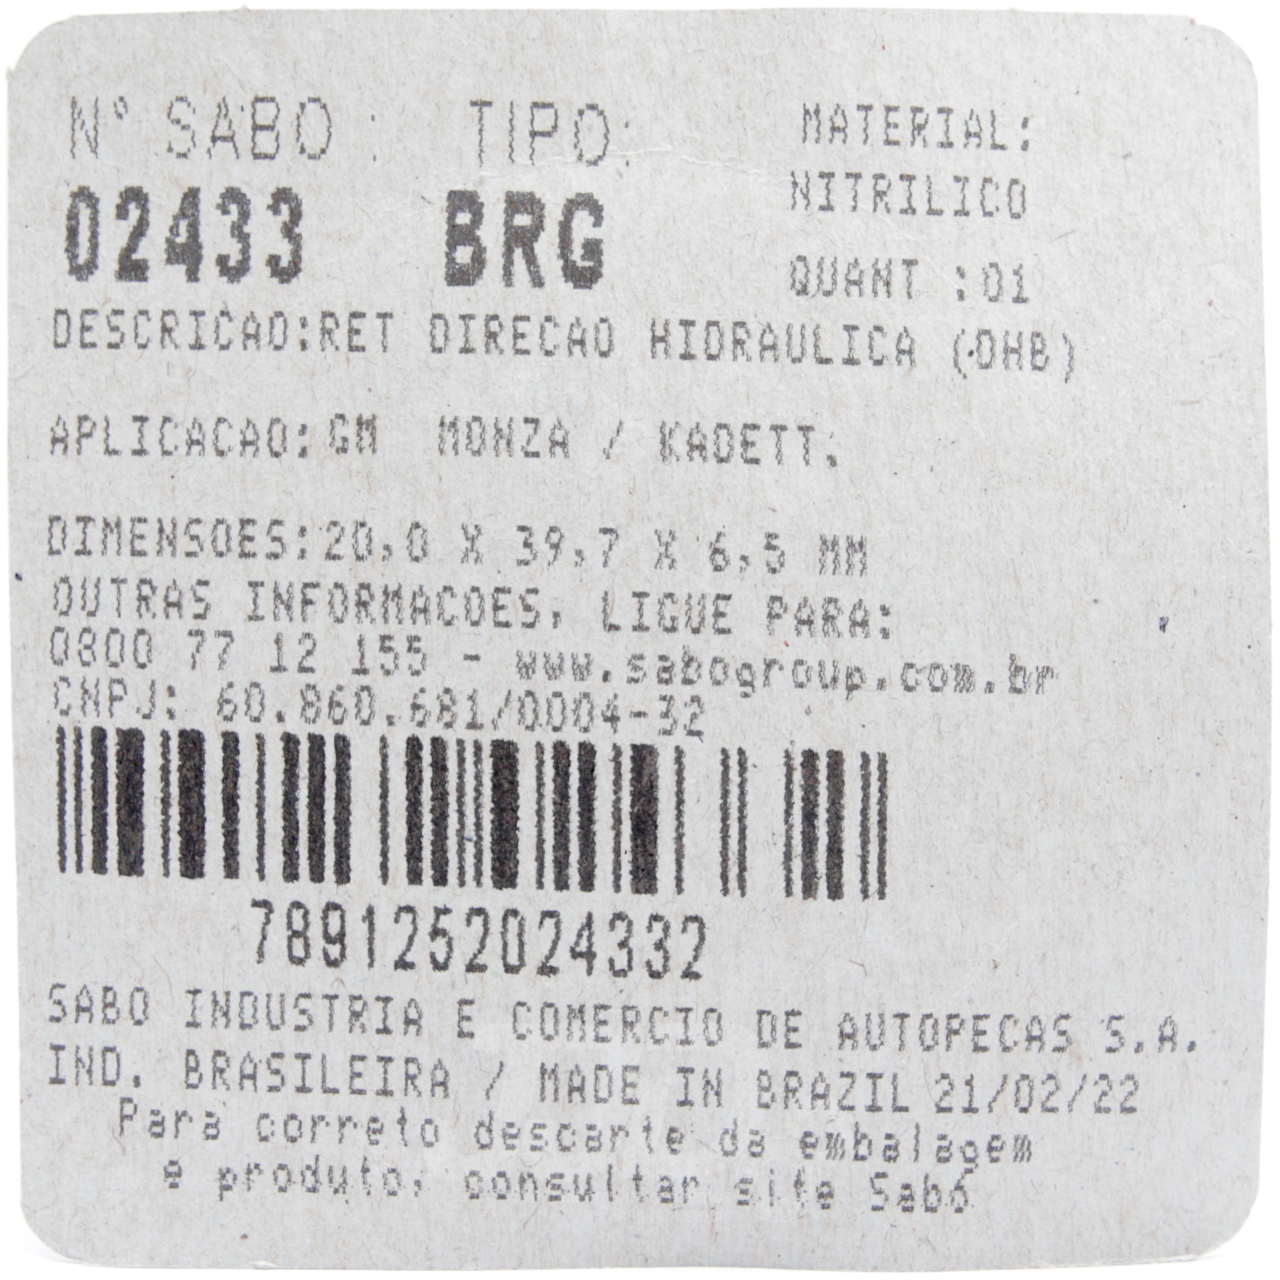 Nº SABO : TIPO: MATERIAL:
02433 BRG NITRILICO
QUANT :01
DESCRICAO:RET DIRECAO HIDRAULICA (DHB)
APLICACAO:GM MONZA / KADETT.
DIMENSOES:20,0 X 39,7 X 6,5 MM
OUTRAS INFORMACOES, LIGUE PARA:
0800 77 12 155 - www.sabogroup.com.br
CNPJ: 60.860.681/0004-32
7891252024332
SABO INDUSTRIA E COMERCIO DE AUTOPECAS S.A.
IND. BRASILEIRA / MADE IN BRAZIL 21/02/22
Para correto descarte da embalagem
e produto, consultar site Sabó